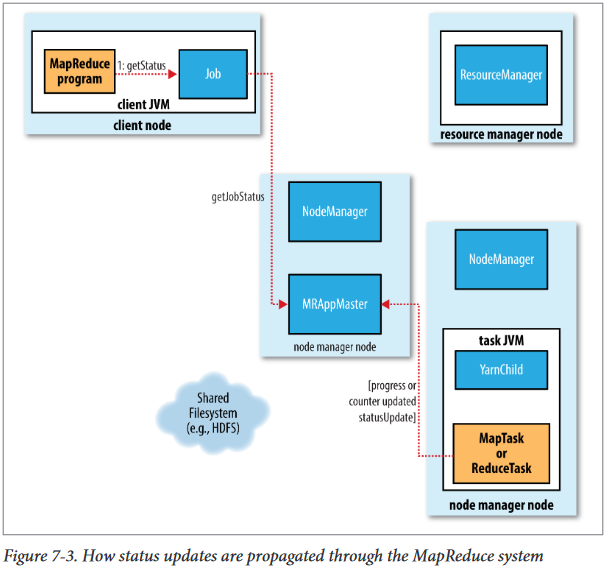 MapReduce
program
1: getStatus
Job
client JVM
client node
ResourceManager
resource manager node
getJobStatus
NodeManager
MRAppMaster
node manager node
NodeManager
task JVM
YarnChild
MapTask
or
ReduceTask
node manager node
[progress or
counter updated
statusUpdate]
Shared
Filesystem
(e.g., HDFS)
Figure 7-3. How status updates are propagated through the MapReduce system